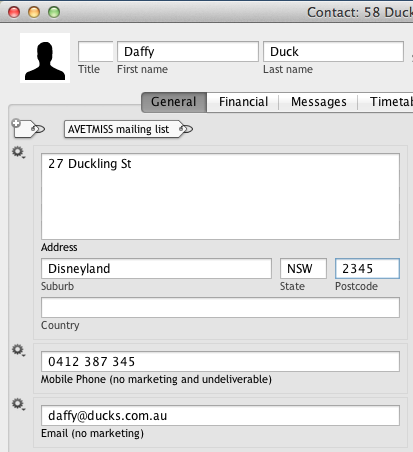 Contact: 58 Duck
Daffy Duck
Title First name Last name
General Financial Messages Timetab
AVETMISS mailing list
27 Duckling St
Address
Disneyland NSW 2345
Suburb State Postcode
Country
0412 387 345
Mobile Phone (no marketing and undeliverable)
daffy@ducks.com.au
Email (no marketing)